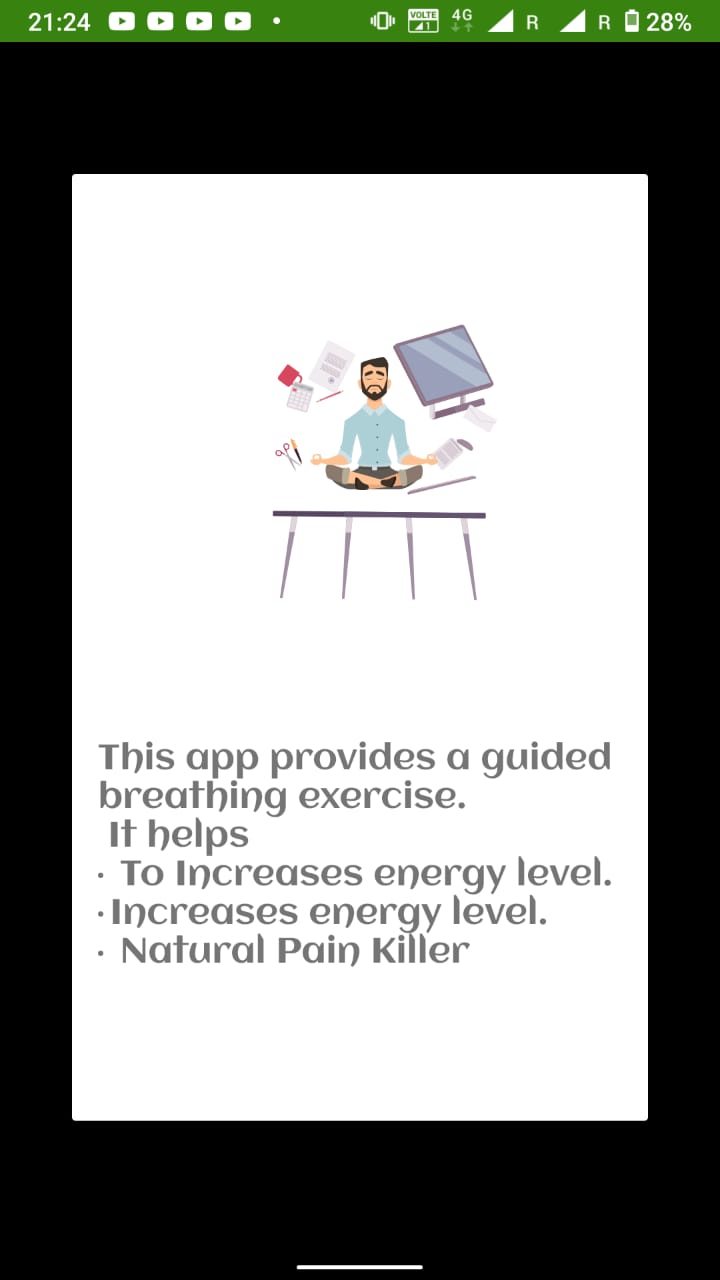 21:24 VOLTE 1 4G R R 28%
This app provides a guided
breathing exercise.
It helps
· To Increases energy level.
·Increases energy level.
· Natural Pain Killer